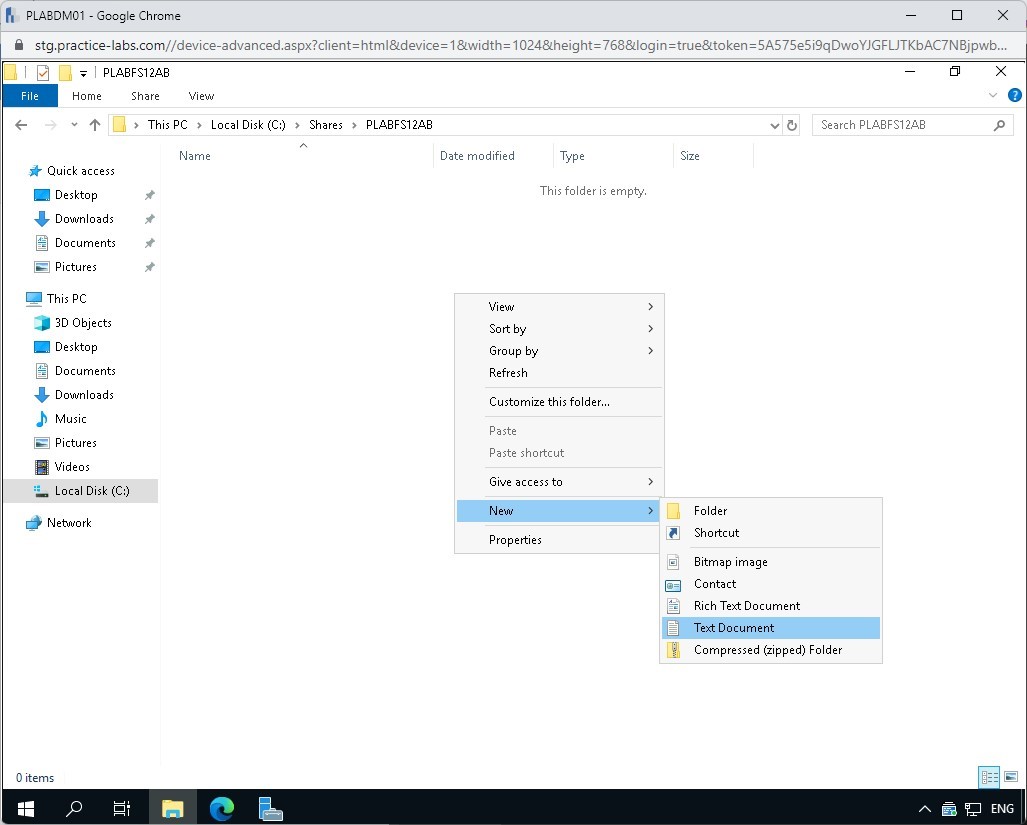 PLABDM01 - Google Chrome
stg.practice-labs.com//device-advanced.aspx?client=html&device=1&width=1024&height=768&login=true&token=5A575e5i9qDwoYJGFLJTKbAC7NBjpwb...
PLABFS12AB
File Home Share View
This PC Local Disk (C:) Shares PLABFS12AB Search PLABFS12AB
Name Date modified Type Size
This folder is empty.
Quick access
Desktop
Downloads
Documents
Pictures
This PC
3D Objects
Desktop
Documents
Downloads
Music
Pictures
Videos
Local Disk (C:)
Network
View
Sort by
Group by
Refresh
Customize this folder...
Paste
Paste shortcut
Give access to
New
Properties
Folder
Shortcut
Bitmap image
Contact
Rich Text Document
Text Document
Compressed (zipped) Folder
0 items
ENG